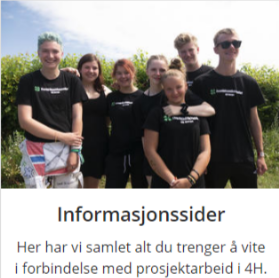 Informasjonssider
Her har vi samlet alt du trenger å vite
i forbindelse med prosjektarbeid i 4H.